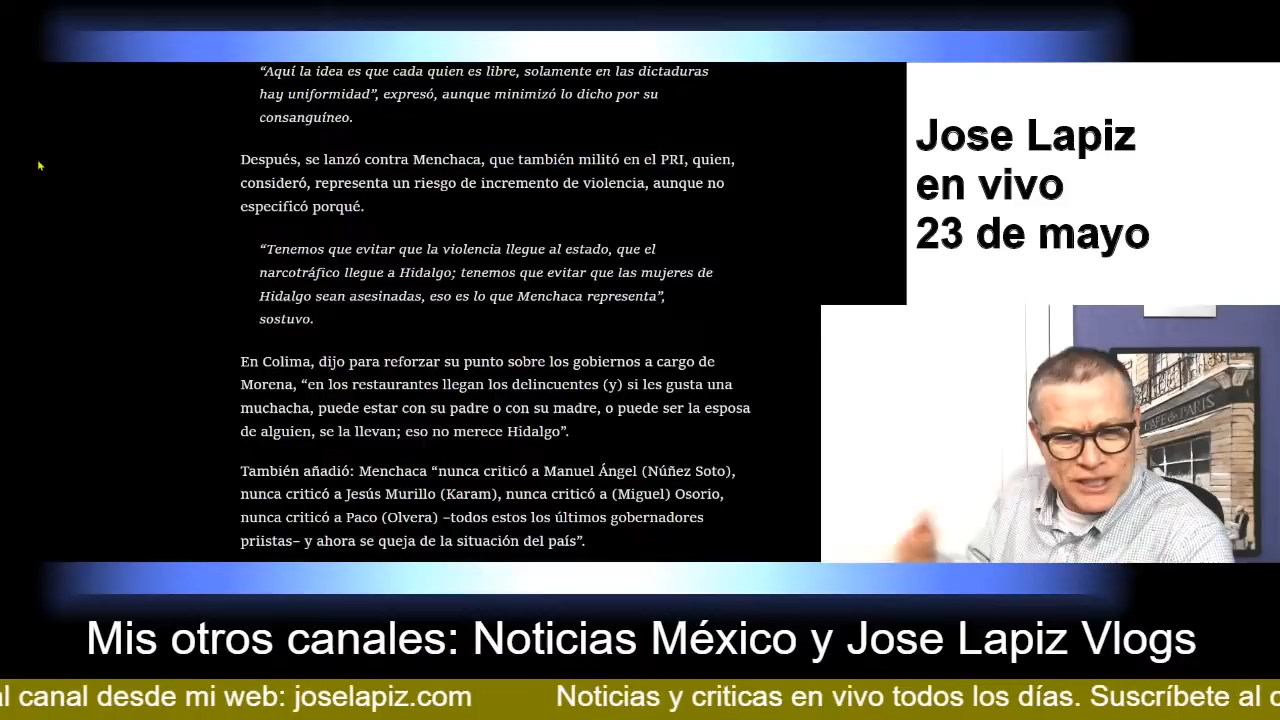 “Aquí la idea es que cada quien es libre, solamente en las dictaduras
hay uniformidad”, expresó, aunque minimizó lo dicho por su
consanguíneo.
Después, se lanzó contra Menchaca, que también militó en el PRI, quien,
consideró, representa un riesgo de incremento de violencia, aunque no
especificó porqué.
“Tenemos que evitar que la violencia llegue al estado, que el
narcotráfico llegue a Hidalgo; tenemos que evitar que las mujeres de
Hidalgo sean asesinadas, eso es lo que Menchaca representa”,
sostuvo.
En Colima, dijo para reforzar su punto sobre los gobiernos a cargo de
Morena, “en los restaurantes llegan los delincuentes (y) si les gusta una
muchacha, puede estar con su padre o con su madre, o puede ser la esposa
de alguien, se la llevan; eso no merece Hidalgo”.
También añadió: Menchaca “nunca criticó a Manuel Ángel (Núñez Soto),
nunca criticó a Jesús Murillo (Karam), nunca criticó a (Miguel) Osorio,
nunca criticó a Paco (Olvera) –todos estos los últimos gobernadores
priistas– y ahora se queja de la situación del país”.
Jose Lapiz
en vivo
23 de mayo
CAFE de PARIS
Mis otros canales: Noticias México y Jose Lapiz Vlogs
al canal desde mi web: joselapiz.com Noticias y criticas en vivo todos los días. Suscríbete al c